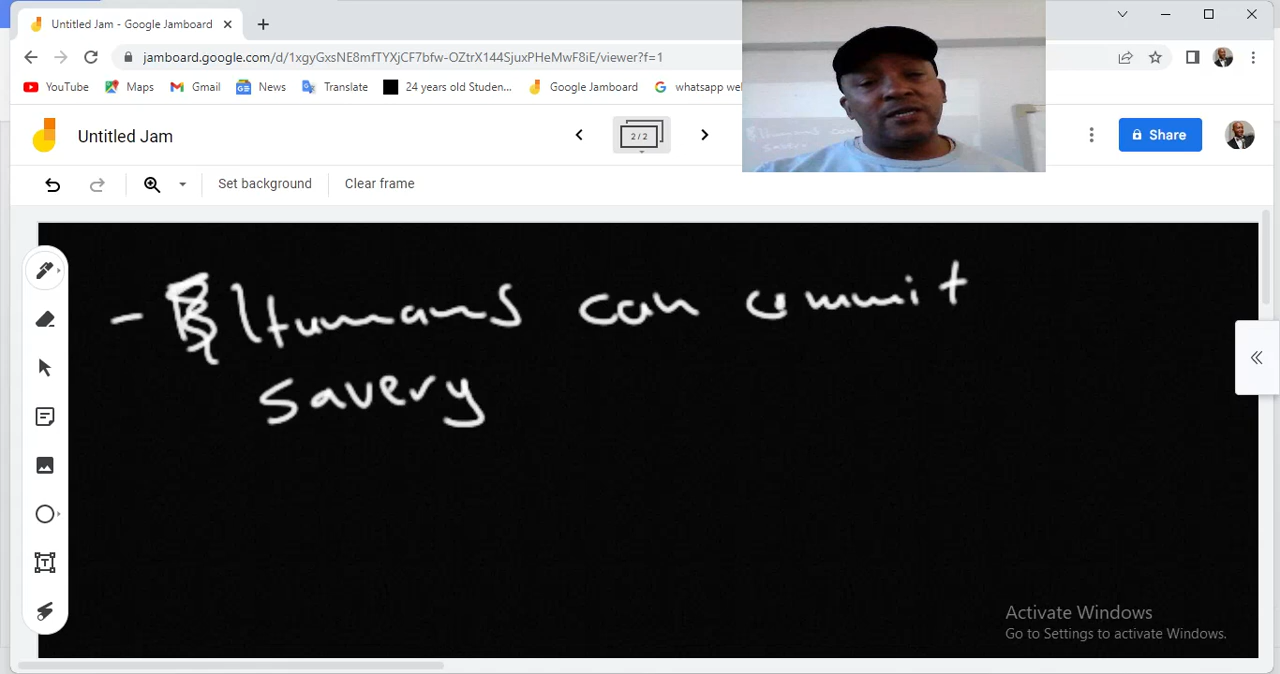 Untitled Jam - Google Jamboard
jamboard.google.com/d/1xgyGxsNE8mfTYXjCF7bfw-OZtrX144SjuxPHeMwF8iE/viewer?f=1
YouTube Maps Gmail News Translate 24 years old Studen... Google Jamboard whatsapp wel
Untitled Jam
2 / 2
Share
Set background Clear frame
- Humans can commit
savery
Activate Windows
Go to Settings to activate Windows.